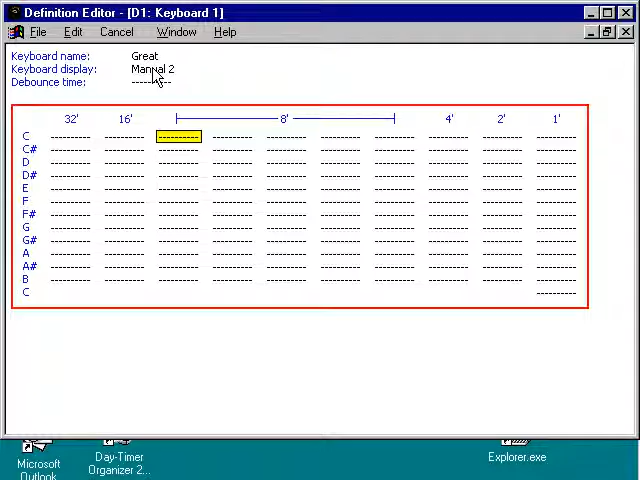 Definition Editor - [D1: Keyboard 1]
File Edit Cancel Window Help
Keyboard name: Great
Keyboard display: Manual 2
Debounce time: ----------
32' 16' 8' 4' 2' 1'
C ---------- ---------- ---------- ---------- ---------- ---------- ---------- ---------- ---------- ----------
C# ---------- ---------- ---------- ---------- ---------- ---------- ---------- ---------- ---------- ----------
D ---------- ---------- ---------- ---------- ---------- ---------- ---------- ---------- ---------- ----------
D# ---------- ---------- ---------- ---------- ---------- ---------- ---------- ---------- ---------- ----------
E ---------- ---------- ---------- ---------- ---------- ---------- ---------- ---------- ---------- ----------
F ---------- ---------- ---------- ---------- ---------- ---------- ---------- ---------- ---------- ----------
F# ---------- ---------- ---------- ---------- ---------- ---------- ---------- ---------- ---------- ----------
G ---------- ---------- ---------- ---------- ---------- ---------- ---------- ---------- ---------- ----------
G# ---------- ---------- ---------- ---------- ---------- ---------- ---------- ---------- ---------- ----------
A ---------- ---------- ---------- ---------- ---------- ---------- ---------- ---------- ---------- ----------
A# ---------- ---------- ---------- ---------- ---------- ---------- ---------- ---------- ---------- ----------
B ---------- ---------- ---------- ---------- ---------- ---------- ---------- ---------- ---------- ----------
C ----------
Microsoft
Outlook
Day-Timer
Organizer 2...
Explorer.exe